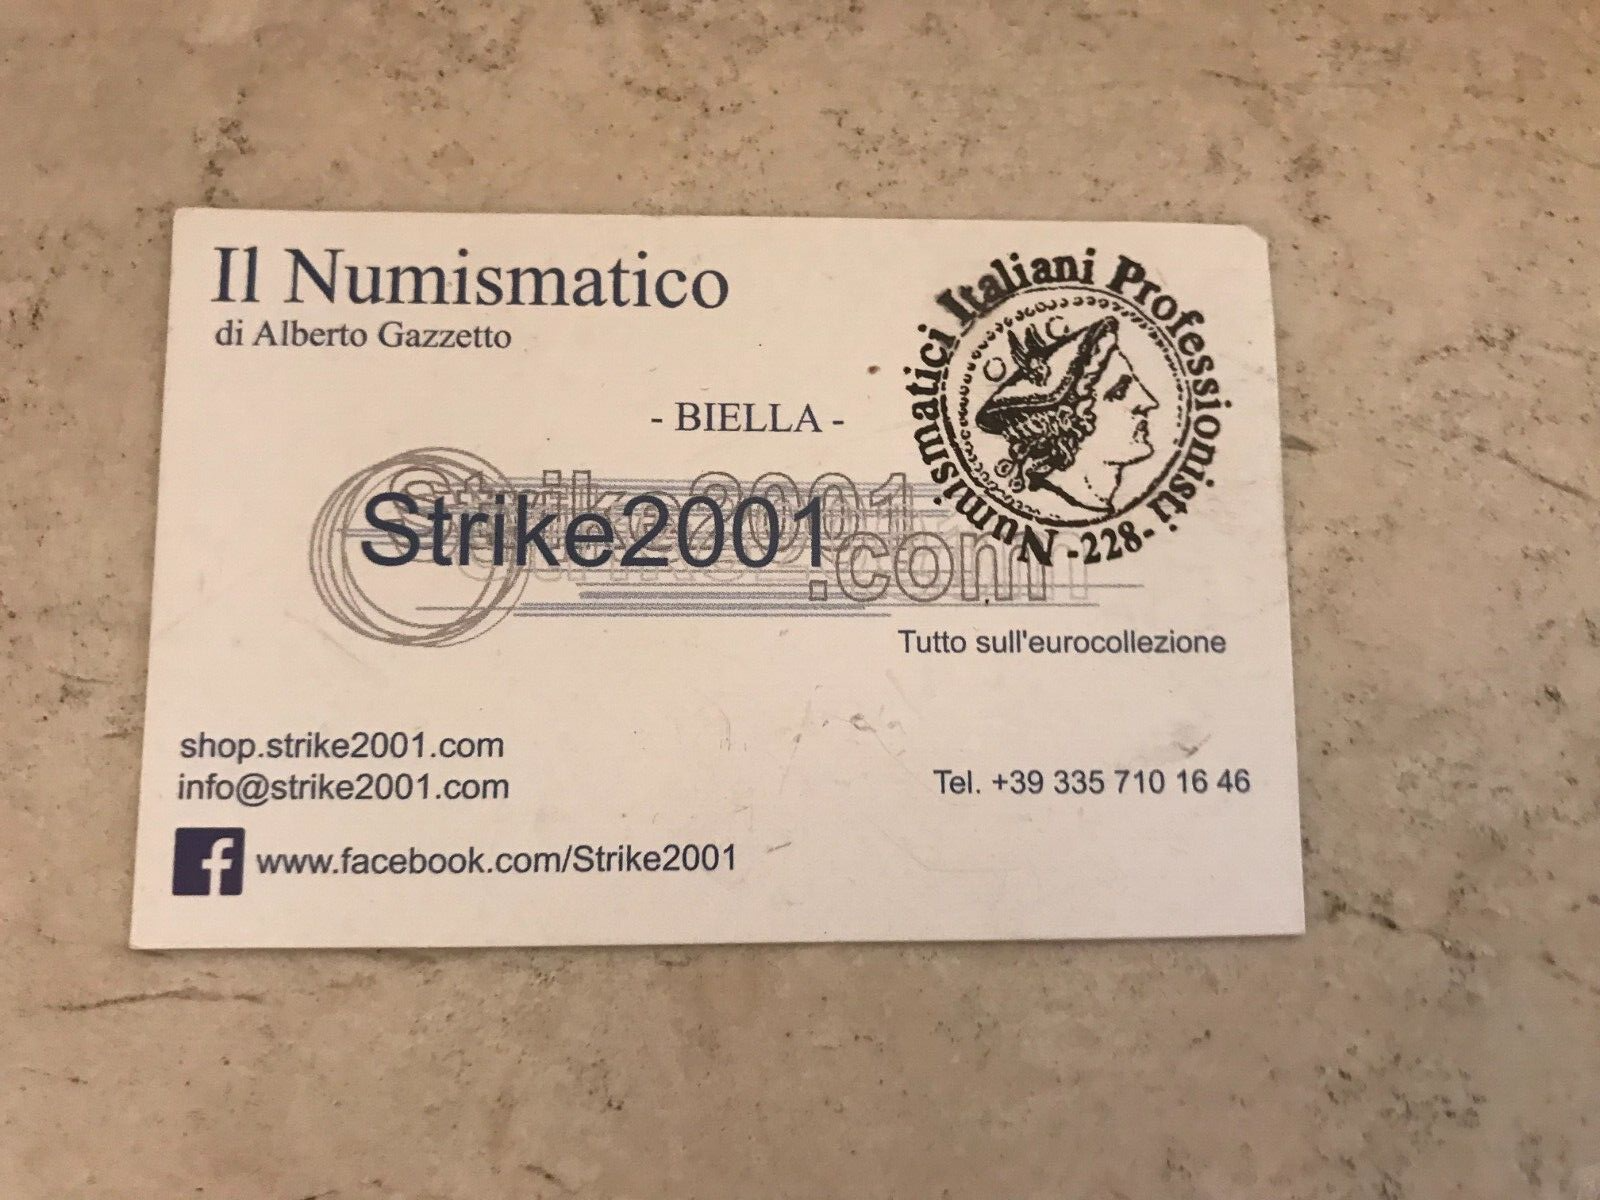 Il Numismatico
di Alberto Gazzetto
Numismatici Italiani Professionisti
-228-
- BIELLA -
Strike2001
Strike2001
.com
Tutto sull'eurocollezione
shop.strike2001.com
info@strike2001.com
Tel. +39 335 710 16 46
f www.facebook.com/Strike2001